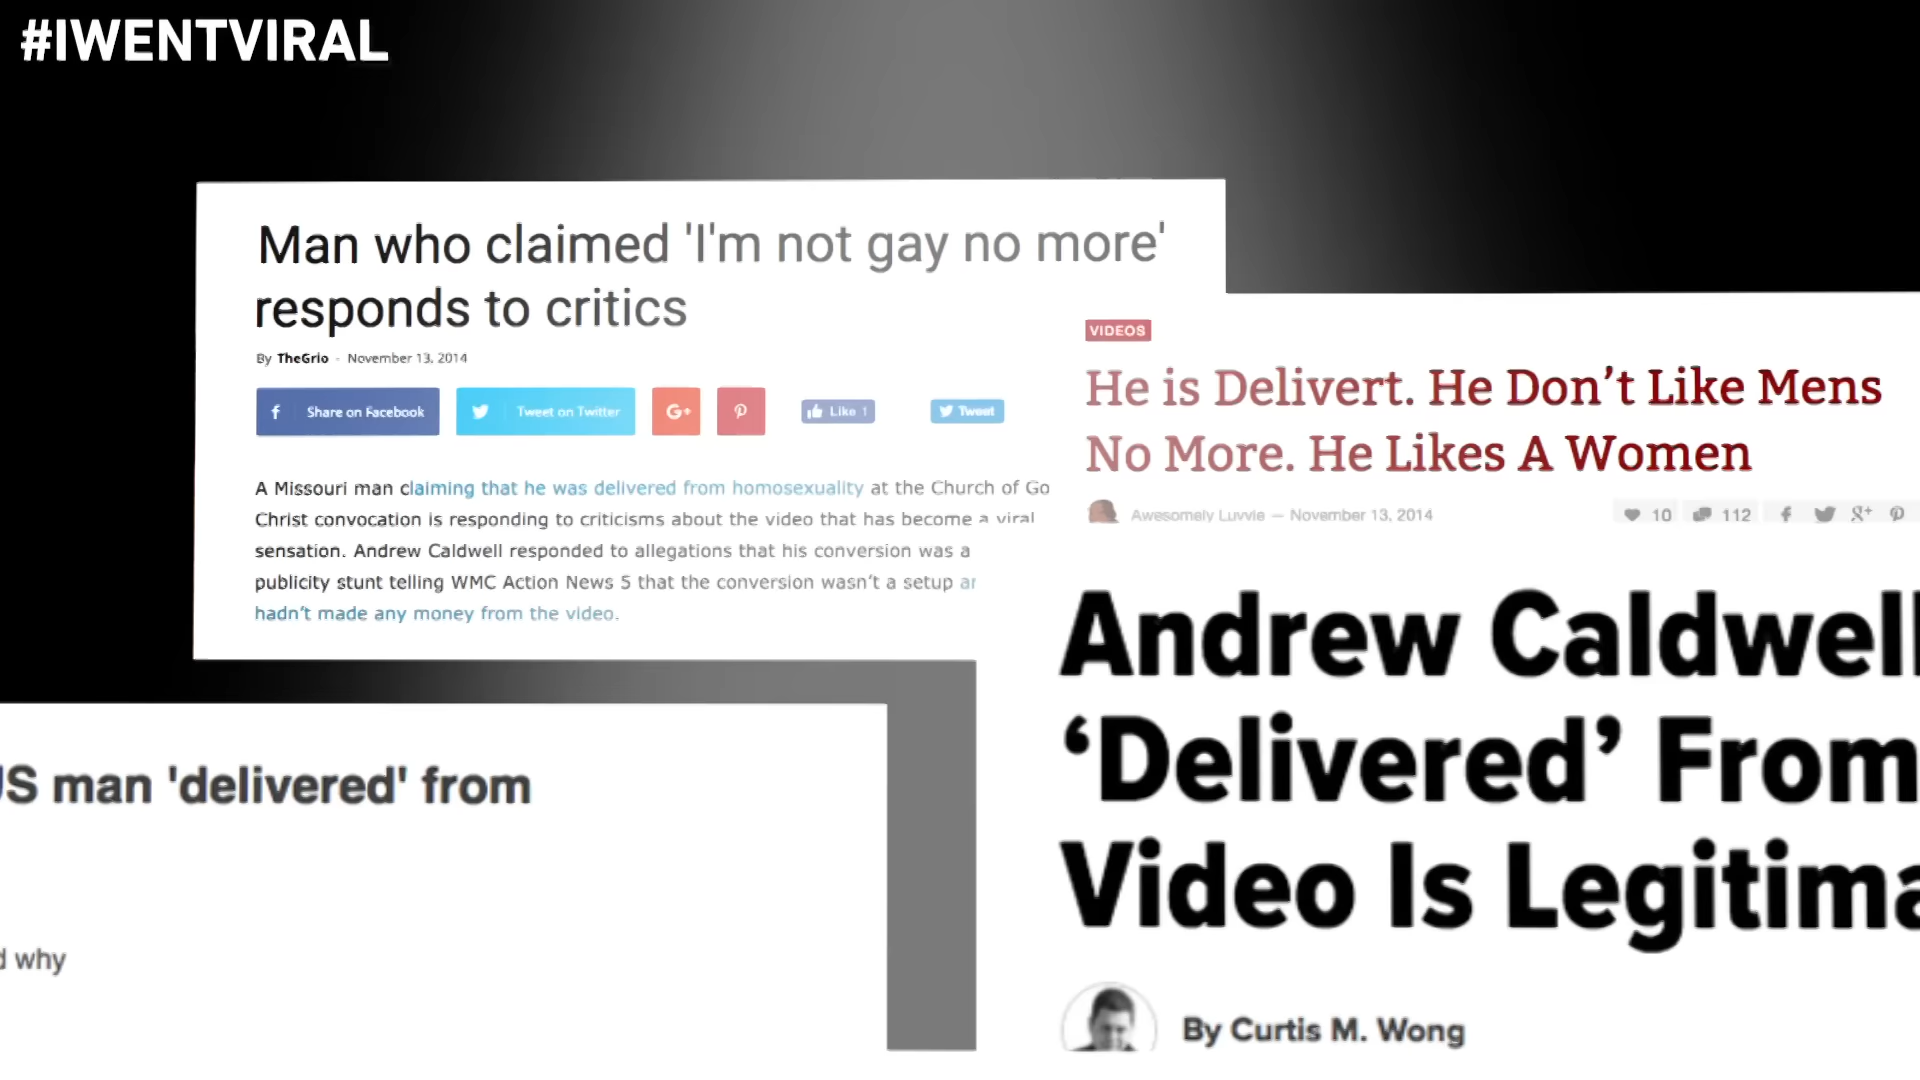 #IWENTVIRAL
Man who claimed 'I'm not gay no more'
responds to critics
By TheGrio - November 13, 2014
Share on Facebook
Tweet on Twitter
G+
Like 1
Tweet
A Missouri man claiming that he was delivered from homosexuality at the Church of Go
Christ convocation is responding to criticisms about the video that has become a viral
sensation. Andrew Caldwell responded to allegations that his conversion was a
publicity stunt telling WMC Action News 5 that the conversion wasn't a setup ar
hadn't made any money from the video.
VIDEOS
He is Delivert. He Don't Like Mens
No More. He Likes A Women
Awesomely Luvvie — November 13, 2014
10
112
Andrew Caldwell
'Delivered' From
Video Is Legitima
By Curtis M. Wong
US man 'delivered' from
d why